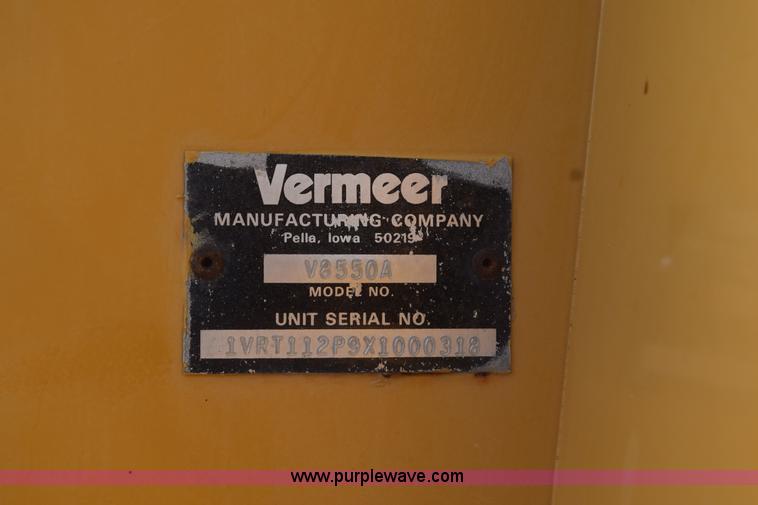 Vermeer
MANUFACTURING COMPANY
Pella, Iowa 50219
V8550A
MODEL NO.
UNIT SERIAL NO.
1VRT112P9X1000318
www.purplewave.com